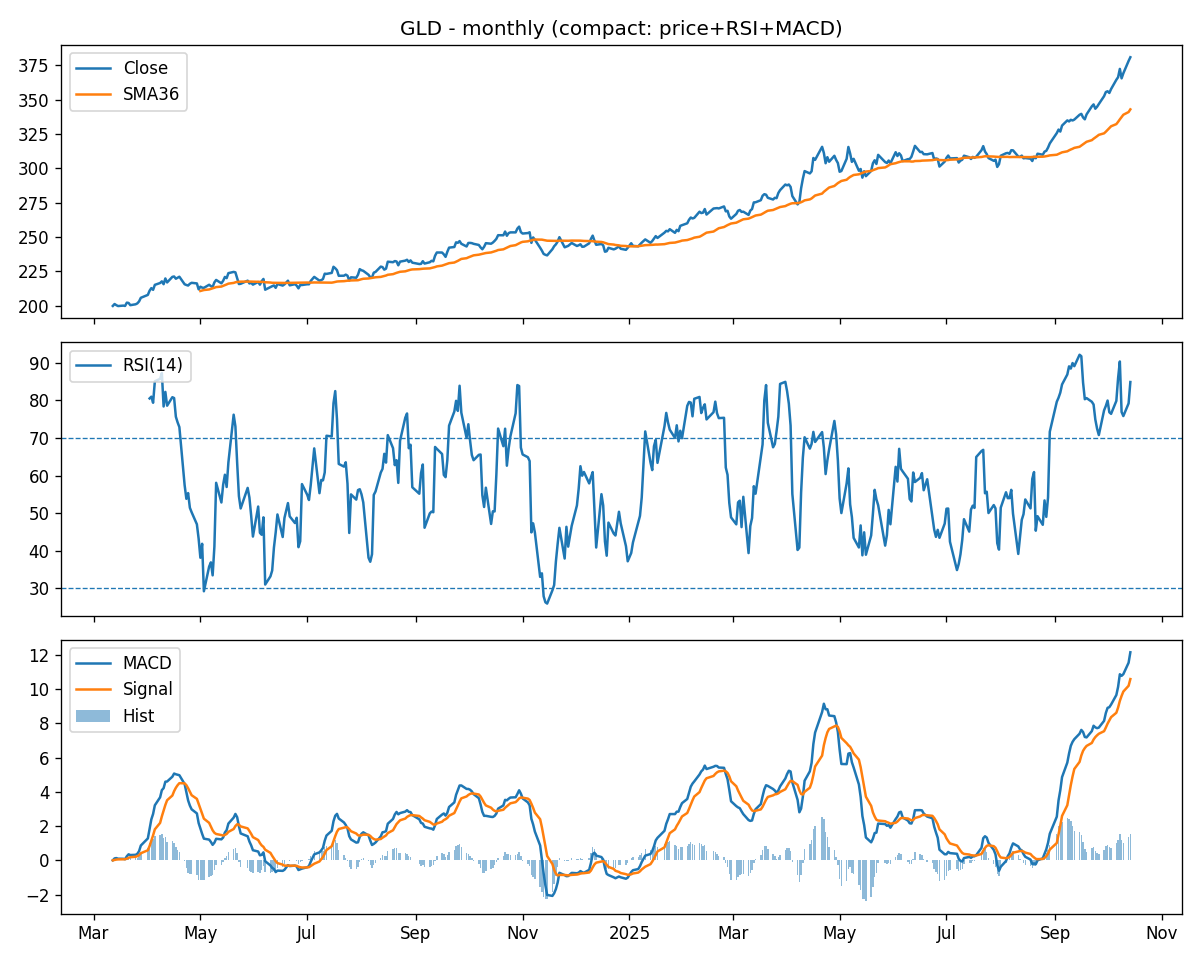 GLD - monthly (compact: price+RSI+MACD)
375
350
325
300
275
250
225
200
Close
SMA36
90
80
70
60
50
40
30
RSI(14)
12
10
8
6
4
2
0
−2
MACD
Signal
Hist
Mar May Jul Sep Nov 2025 Mar May Jul Sep Nov